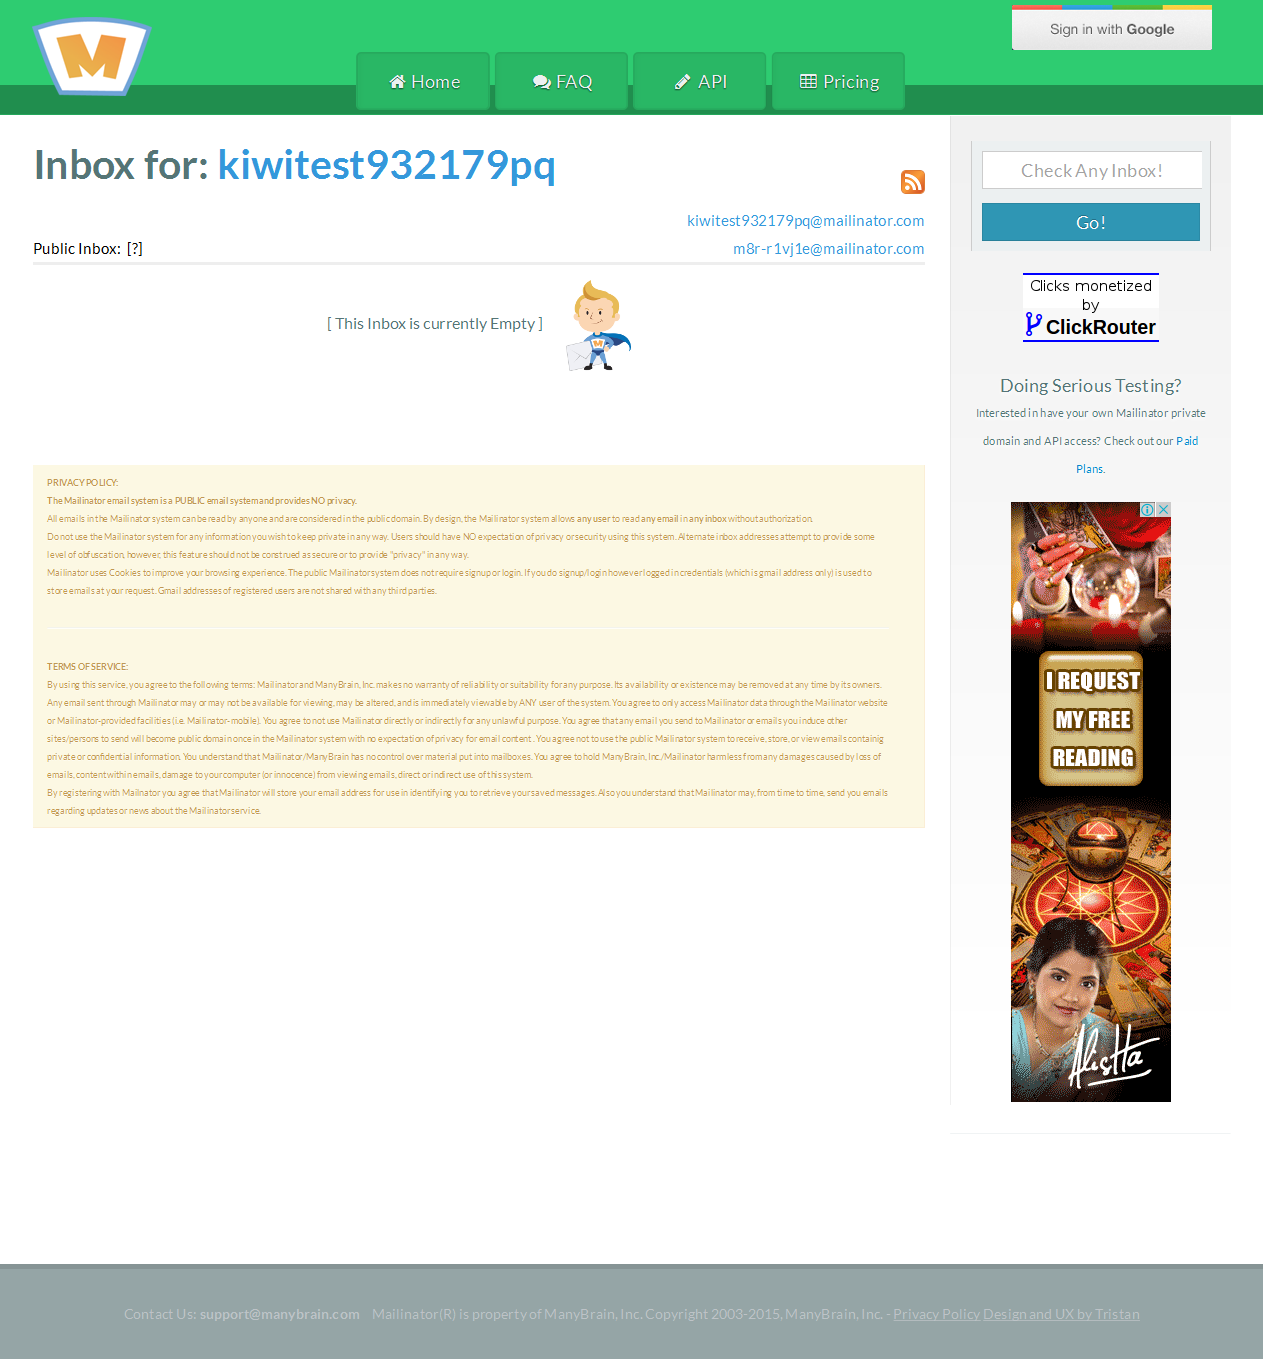 M
Sign in with Google
Home
FAQ
API
Pricing
Inbox for: kiwitest932179pq
kiwitest932179pq@mailinator.com
Public Inbox: [?]
m8r-r1vj1e@mailinator.com
[ This Inbox is currently Empty ]
M
PRIVACY POLICY:
The Mailinator email system is a PUBLIC email system and provides NO privacy.
All emails in the Mailinator system can be read by anyone and are considered in the public domain. By design, the Mailinator system allows any user to read any email in any inbox without authorization.
Do not use the Mailinator system for any information you wish to keep private in any way. Users should have NO expectation of privacy or security using this system. Alternate inbox addresses attempt to provide some
level of obfuscation, however, this feature should not be construed as secure or to provide "privacy" in any way.
Mailinator uses Cookies to improve your browsing experience. The public Mailinator system does not require signup or login. If you do signup/login however logged in credentials (which is gmail address only) is used to
store emails at your request. Gmail addresses of registered users are not shared with any third parties.
TERMS OF SERVICE:
By using this service, you agree to the following terms: Mailinator and ManyBrain, Inc. makes no warranty of reliability or suitability for any purpose. Its availability or existence may be removed at any time by its owners.
Any email sent through Mailinator may or may not be available for viewing, may be altered, and is immediately viewable by ANY user of the system. You agree to only access Mailinator data through the Mailinator website
or Mailinator-provided facilities (i.e. Mailinator-mobile). You agree to not use Mailinator directly or indirectly for any unlawful purpose. You agree that any email you send to Mailinator or emails you induce other
sites/persons to send will become public domain once in the Mailinator system with no expectation of privacy for email content . You agree not to use the public Mailinator system to receive, store, or view emails containig
private or confidential information. You understand that Mailinator/ManyBrain has no control over material put into mailboxes. You agree to hold ManyBrain, Inc./Mailinator harmless from any damages caused by loss of
emails, content within emails, damage to your computer (or innocence) from viewing emails, direct or indirect use of this system.
By registering with Mailnator you agree that Mailinator will store your email address for use in identifying you to retrieve your saved messages. Also you understand that Mailinator may, from time to time, send you emails
regarding updates or news about the Mailinator service.
Check Any Inbox!
Go!
Clicks monetized
by
ClickRouter
Doing Serious Testing?
Interested in have your own Mailinator private
domain and API access? Check out our Paid
Plans.
I REQUEST
MY FREE
READING
Alistta
Contact Us: support@manybrain.com Mailinator(R) is property of ManyBrain, Inc. Copyright 2003-2015, ManyBrain, Inc. - Privacy Policy Design and UX by Tristan